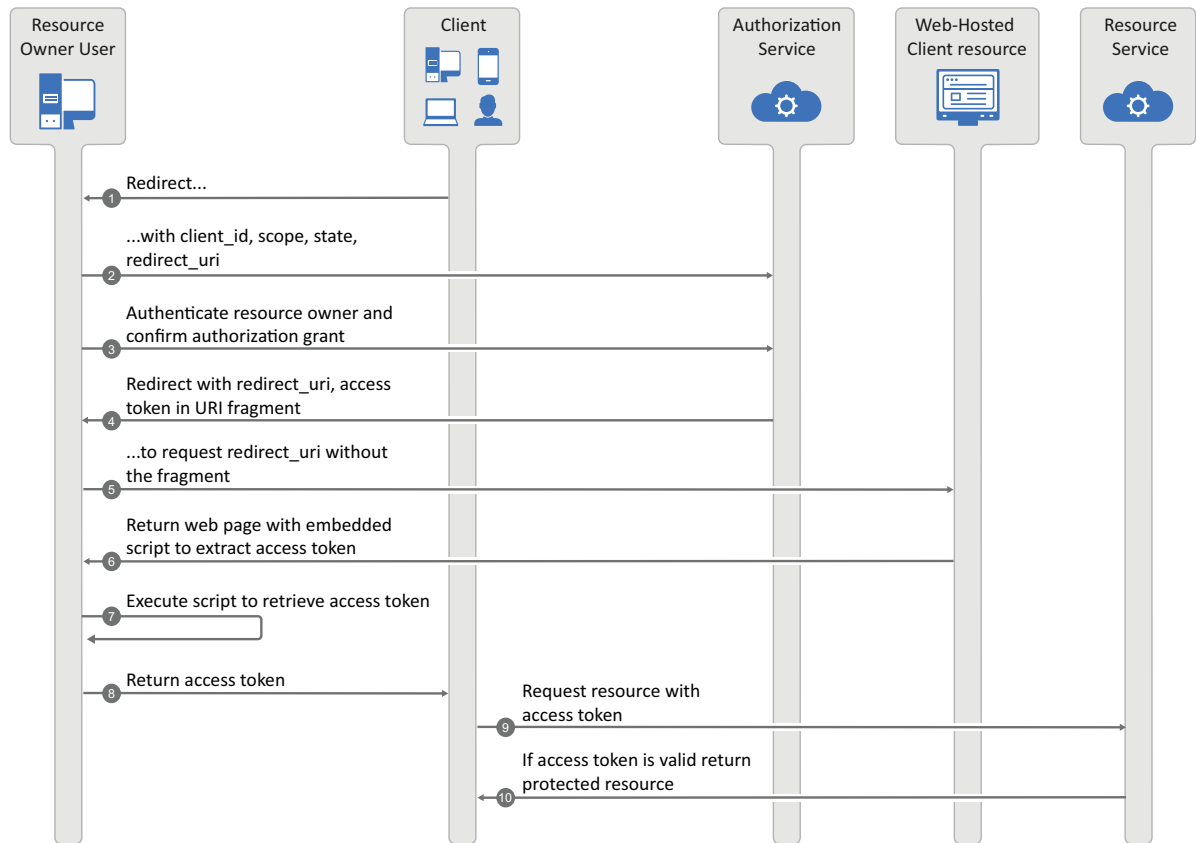 Resource
Owner User
Client
Authorization
Service
Web-Hosted
Client resource
Resource
Service
Redirect...
1
...with client_id, scope, state,
redirect_uri
2
Authenticate resource owner and
confirm authorization grant
3
Redirect with redirect_uri, access
token in URI fragment
4
...to request redirect_uri without
the fragment
5
Return web page with embedded
script to extract access token
6
Execute script to retrieve access token
7
Return access token
8
Request resource with
access token
9
If access token is valid return
protected resource
10